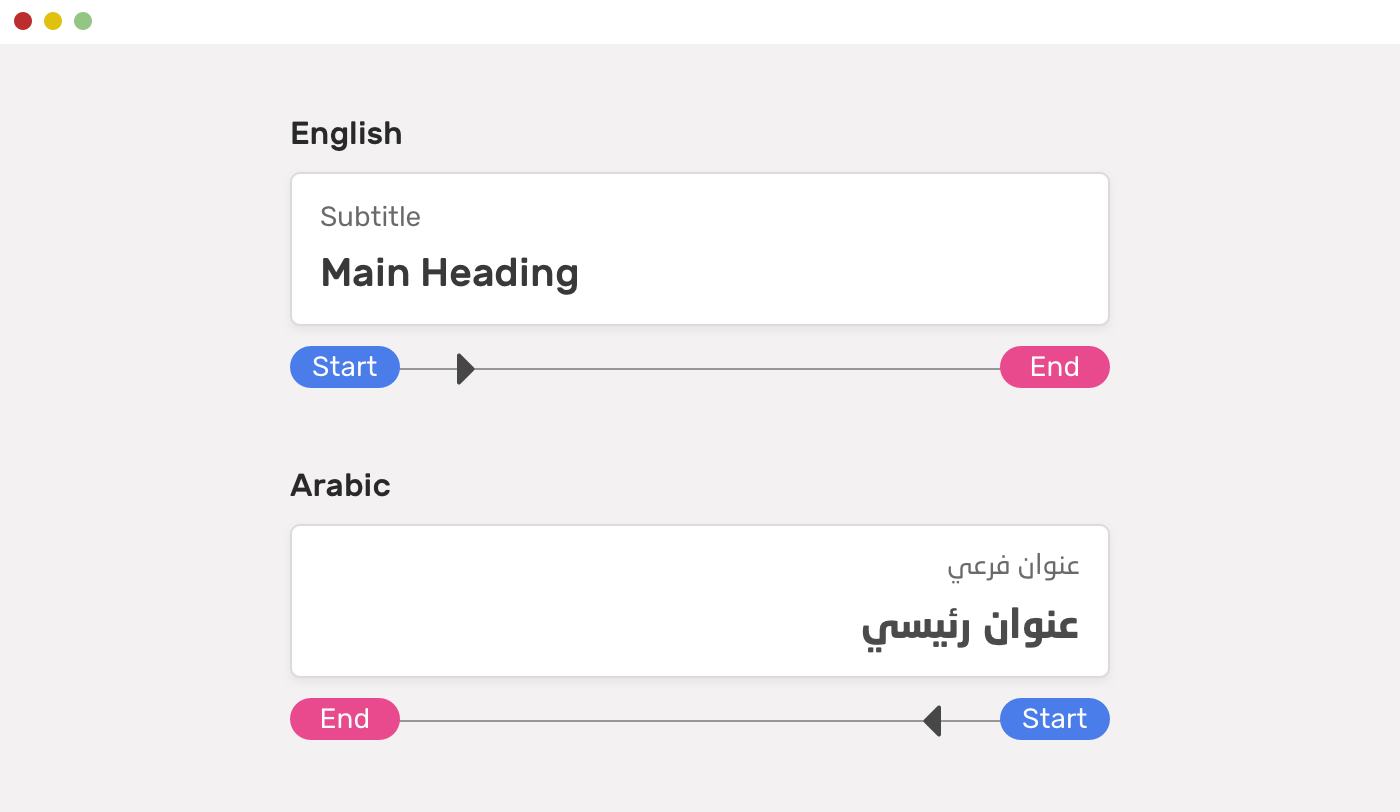 English
Subtitle
Main Heading
Start
End
Arabic
عنوان فرعي
عنوان رئيسي
End
Start